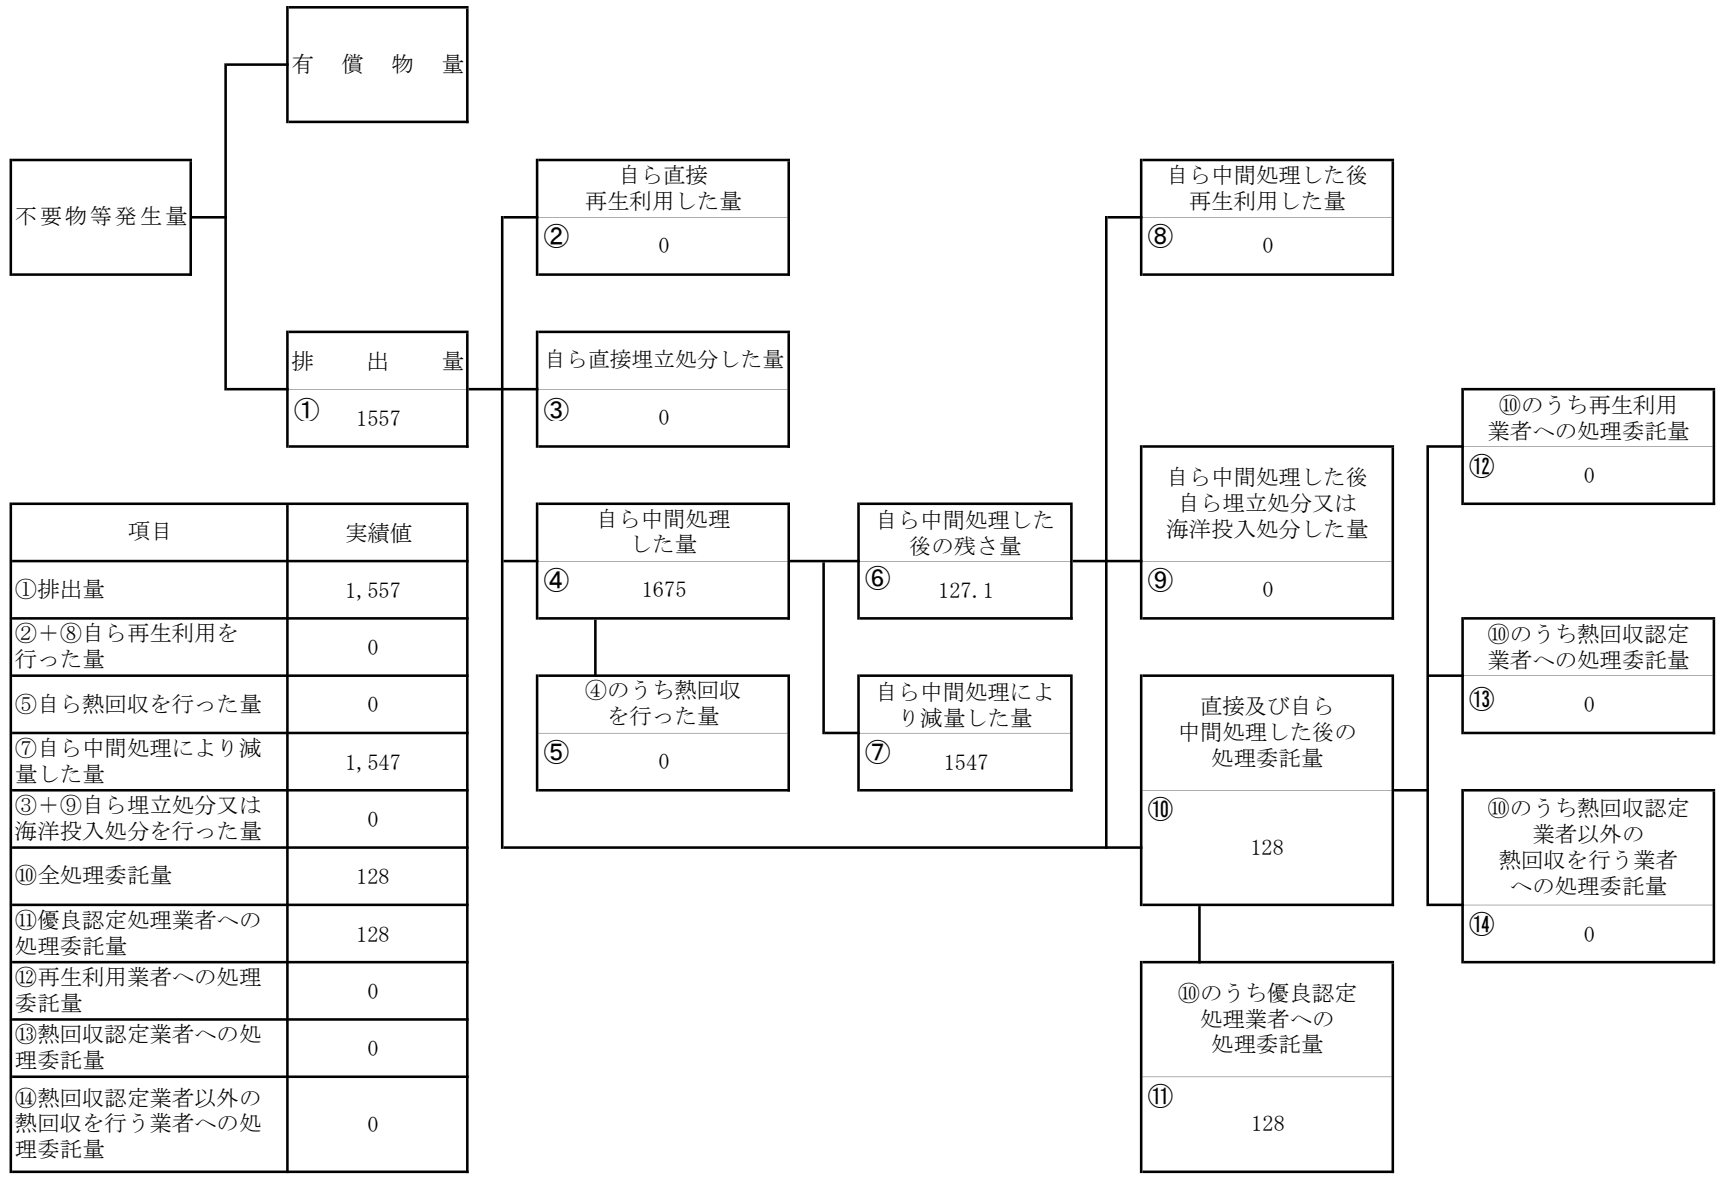 有償物量
不要物等発生量
排出量
①
1557
自ら直接
再生利用した量
②
0
自ら直接埋立処分した量
③
0
自ら中間処理
した量
④
1675
④のうち熱回収
を行った量
⑤
0
自ら中間処理した
後の残さ量
⑥
127.1
自ら中間処理によ
り減量した量
⑦
1547
自ら中間処理した後
再生利用した量
⑧
0
自ら中間処理した後
自ら埋立処分又は
海洋投入処分した量
⑨
0
直接及び自ら
中間処理した後の
処理委託量
⑩
128
⑩のうち優良認定
処理業者への
処理委託量
⑪
128
⑩のうち再生利用
業者への処理委託量
⑫
0
⑩のうち熱回収認定
業者への処理委託量
⑬
0
⑩のうち熱回収認定
業者以外の
熱回収を行う業者
への処理委託量
⑭
0
項目 実績値
①排出量 1,557
②＋⑧自ら再生利用を
行った量
0
⑤自ら熱回収を行った量 0
⑦自ら中間処理により減
量した量
1,547
③＋⑨自ら埋立処分又は
海洋投入処分を行った量
0
⑩全処理委託量 128
⑪優良認定処理業者への
処理委託量
128
⑫再生利用業者への処理
委託量
0
⑬熱回収認定業者への処
理委託量
0
⑭熱回収認定業者以外の
熱回収を行う業者への処
理委託量
0